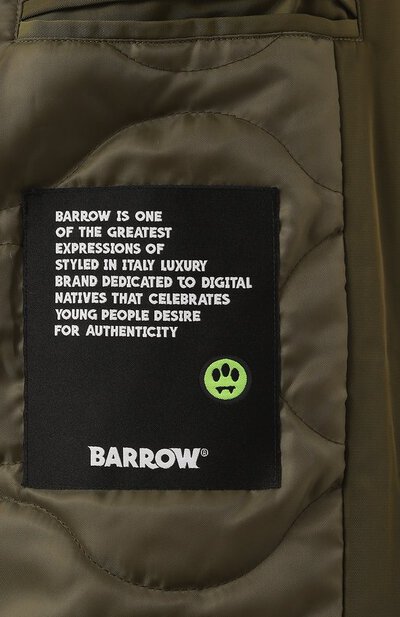 BARROW IS ONE
OF THE GREATEST
EXPRESSIONS OF
STYLED IN ITALY LUXURY
BRAND DEDICATED TO DIGITAL
NATIVES THAT CELEBRATES
YOUNG PEOPLE DESIRE
FOR AUTHENTICITY
BARROW®